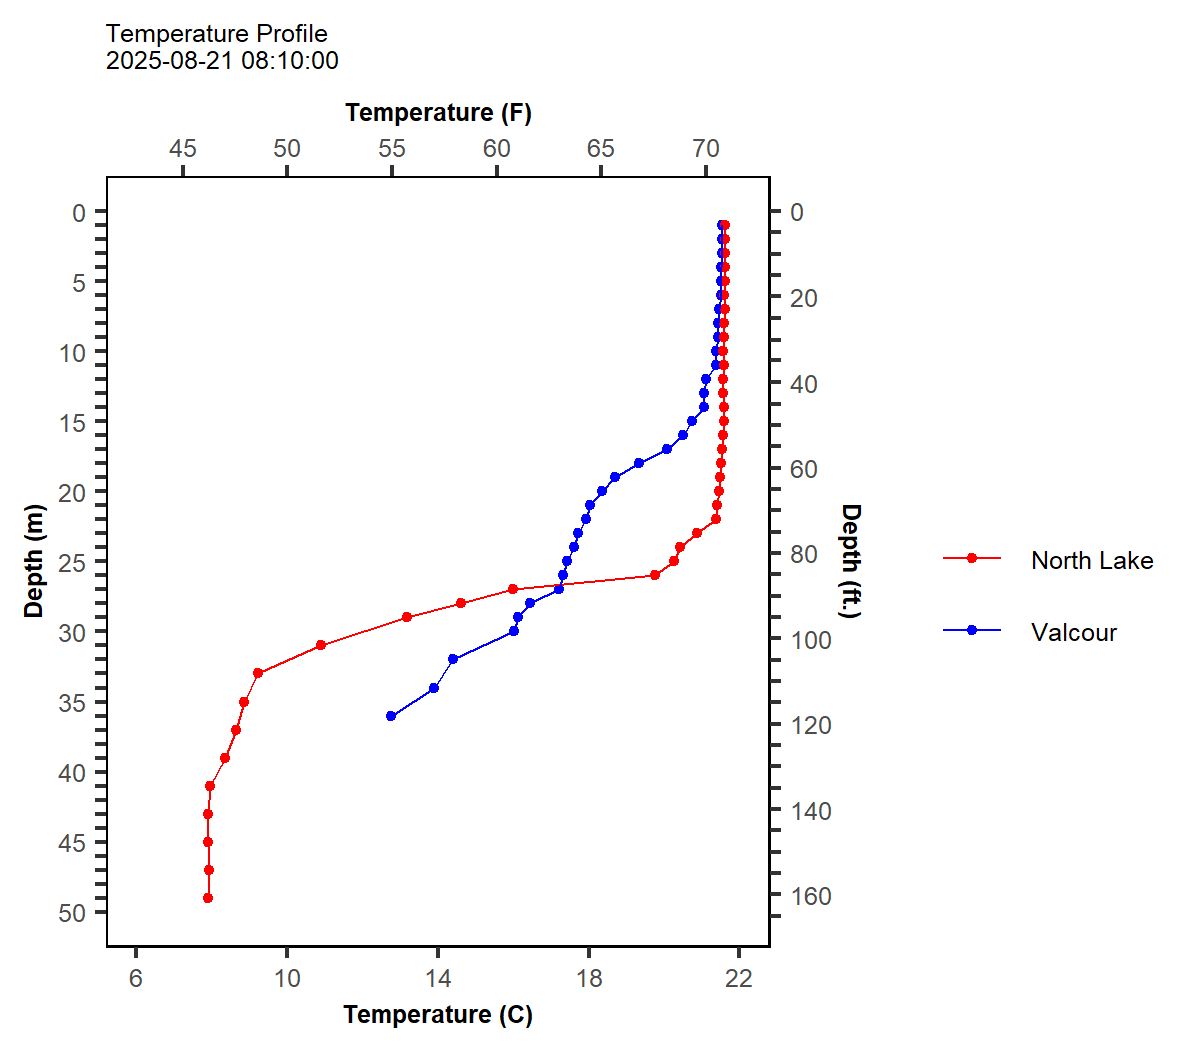 Temperature Profile
2025-08-21 08:10:00
Temperature (F)
45 50 55 60 65 70
0 0
5
20
10
40
15
60
20
Depth (m)
Depth (ft.)
25
80
30
100
35
120
40
140
45
160
50
North Lake
Valcour
6 10 14 18 22
Temperature (C)